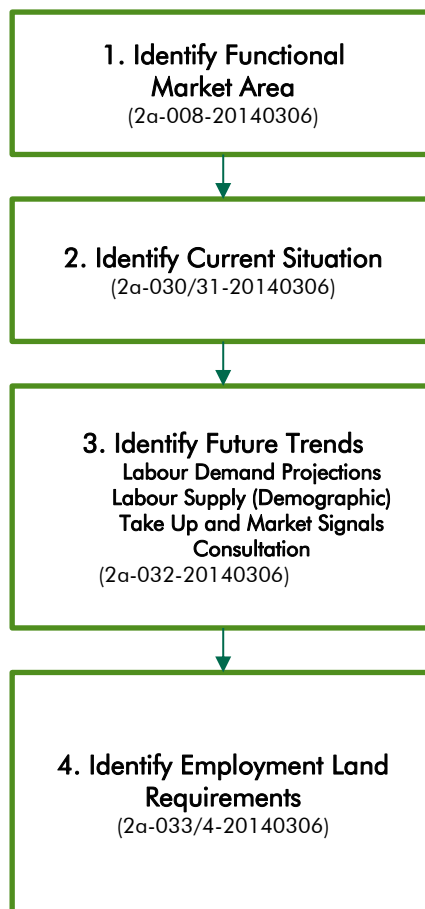 1. Identify Functional
Market Area
(2a-008-20140306)
2. Identify Current Situation
(2a-030/31-20140306)
3. Identify Future Trends
Labour Demand Projections
Labour Supply (Demographic)
Take Up and Market Signals
Consultation
(2a-032-20140306)
4. Identify Employment Land
Requirements
(2a-033/4-20140306)